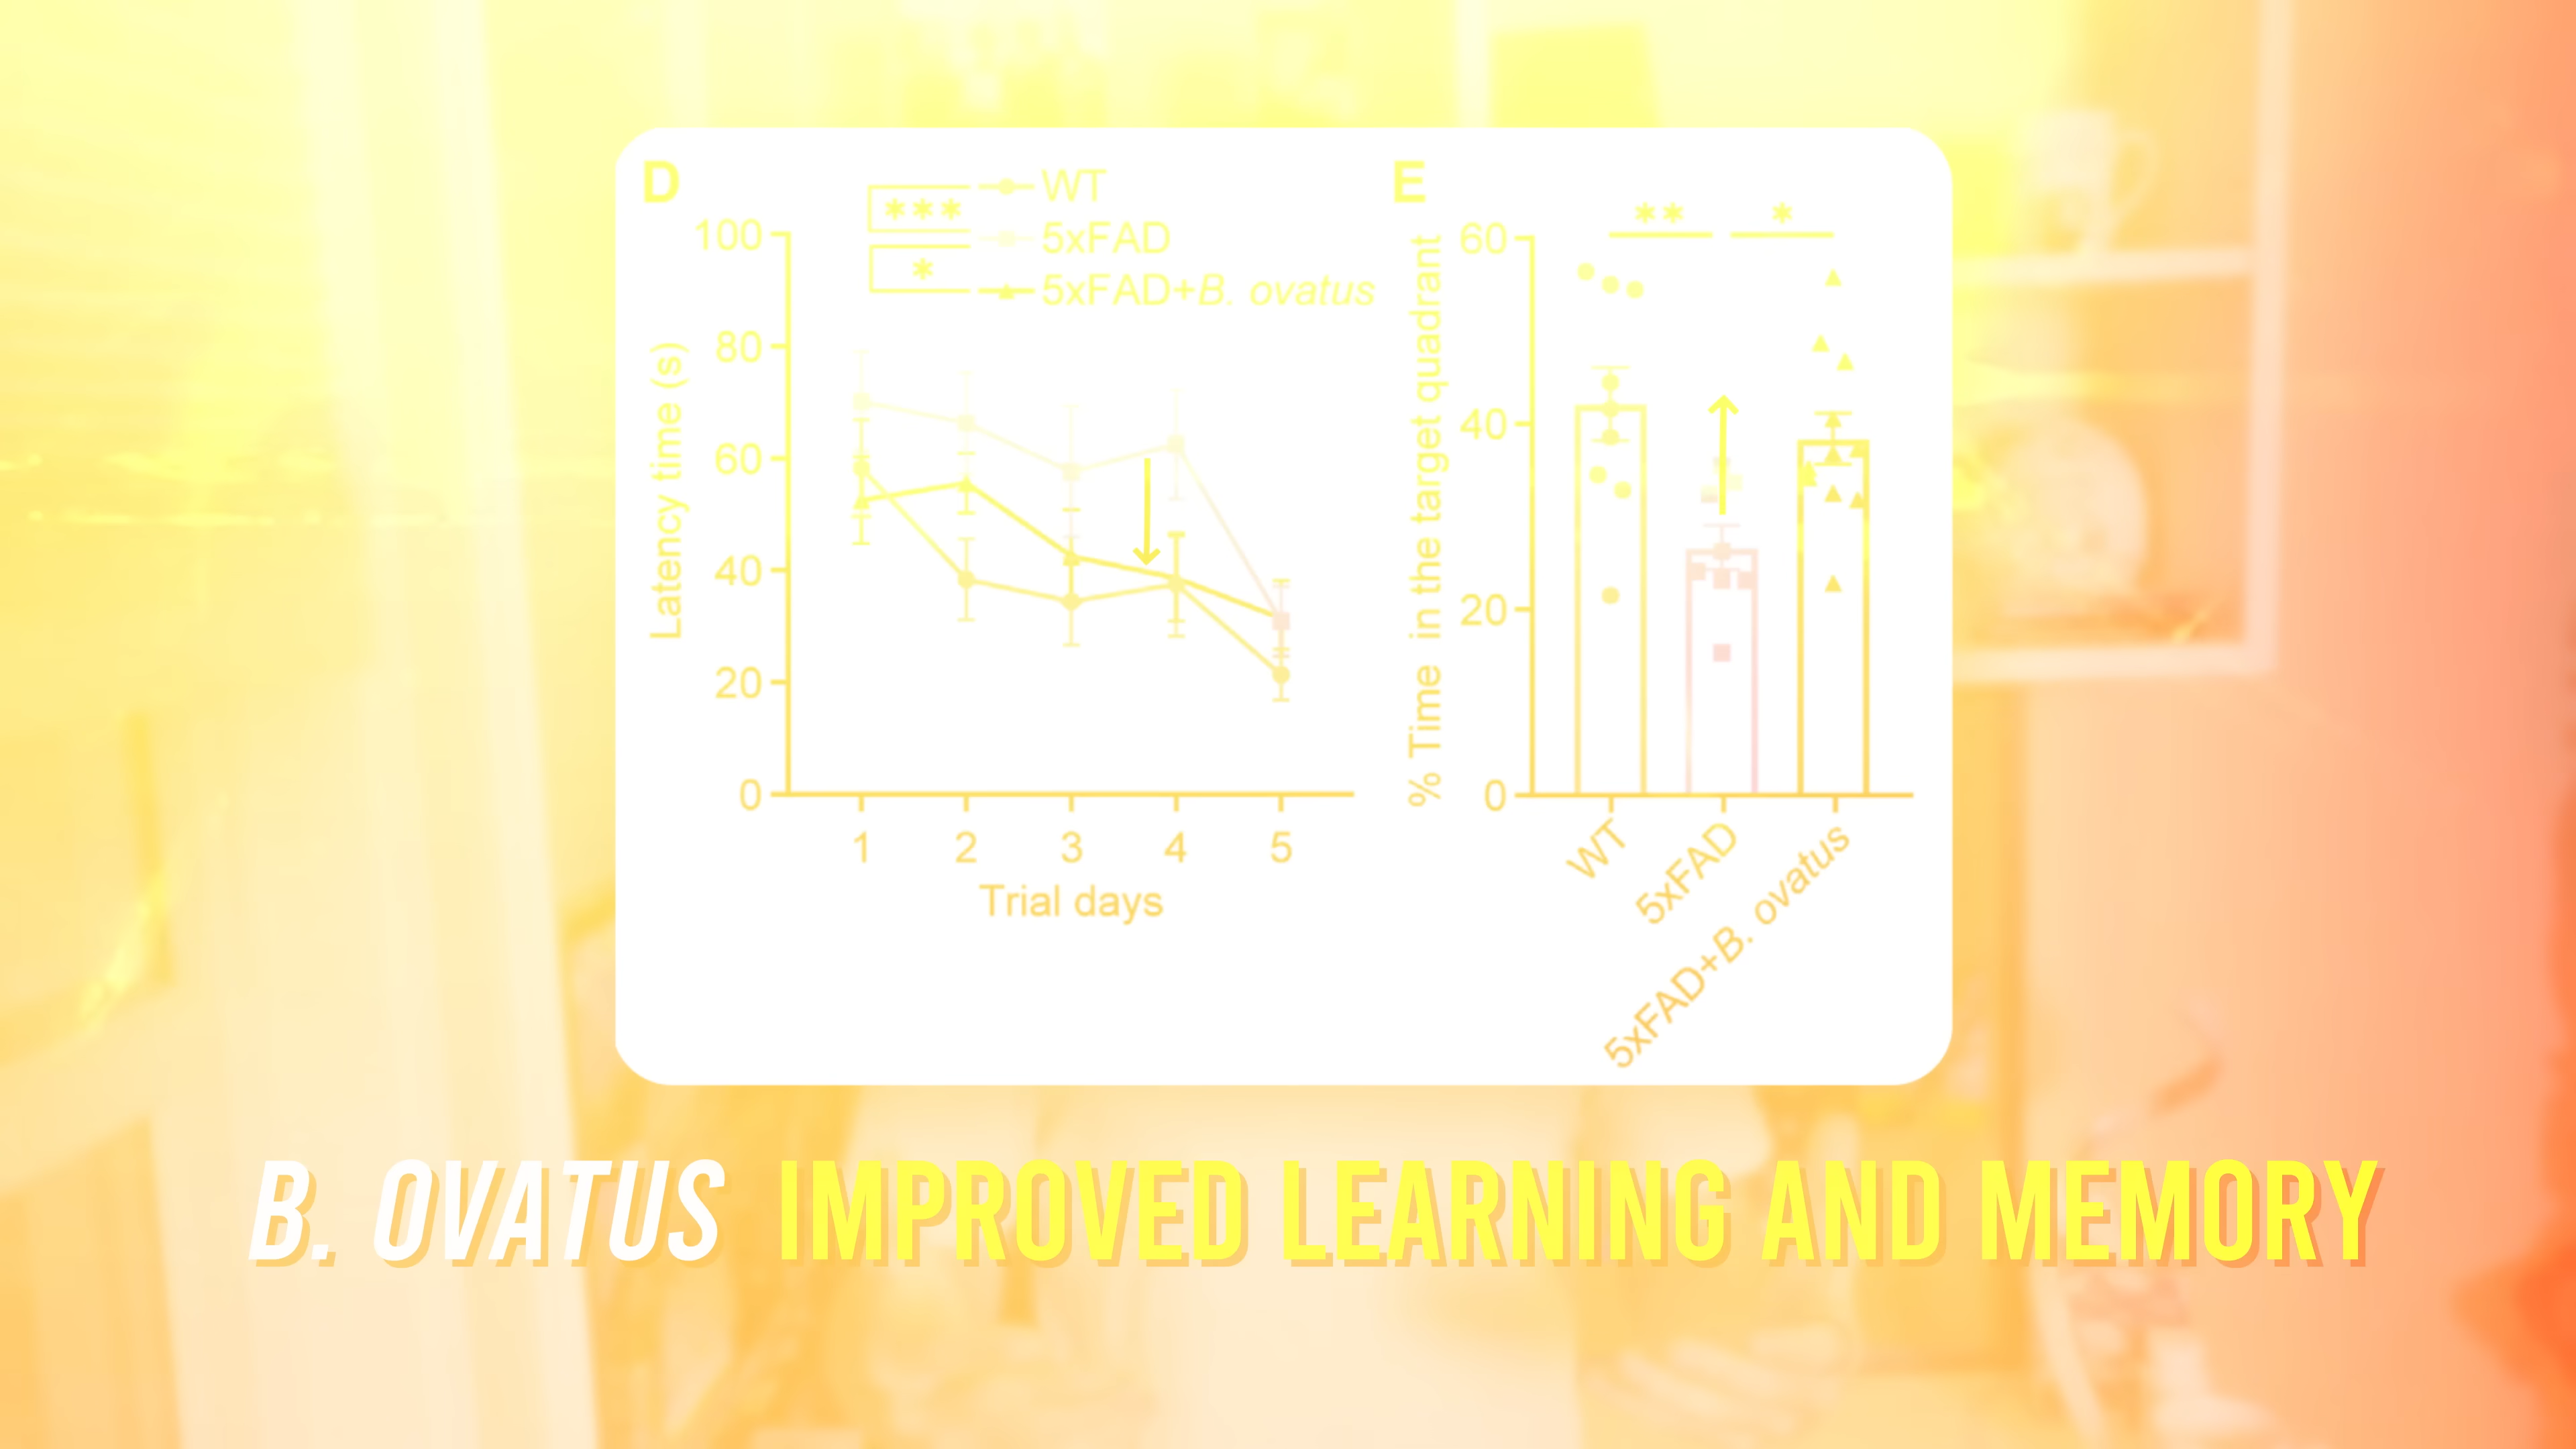 D
*** WT
5xFAD
* 5xFAD+B. ovatus
100
80
60
40
20
0
Latency time (s)
1 2 3 4 5
Trial days
E
** *
60
40
20
0
% Time in the target quadrant
WT
5xFAD
5xFAD+B. ovatus
B. OVATUS IMPROVED LEARNING AND MEMORY